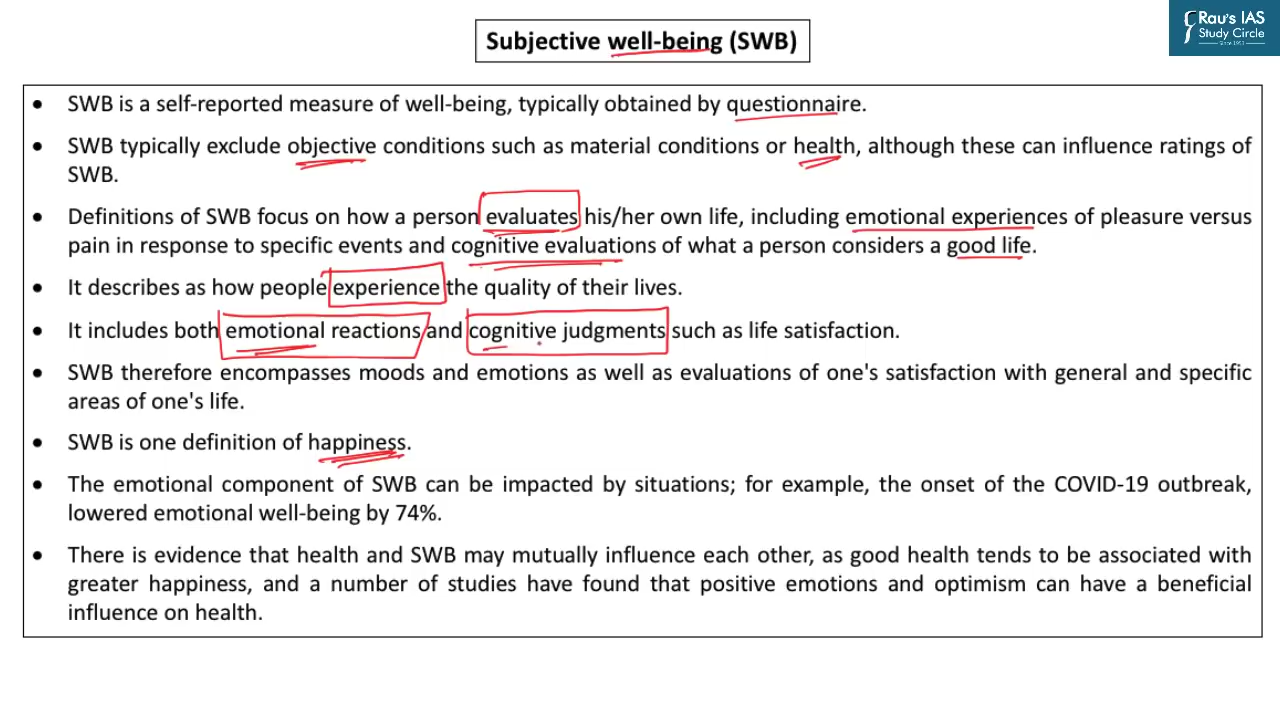 Subjective well-being (SWB)
Rau's IAS
Study Circle
Since 1953
• SWB is a self-reported measure of well-being, typically obtained by questionnaire.
• SWB typically exclude objective conditions such as material conditions or health, although these can influence ratings of
SWB.
• Definitions of SWB focus on how a person evaluates his/her own life, including emotional experiences of pleasure versus
pain in response to specific events and cognitive evaluations of what a person considers a good life.
• It describes as how people experience the quality of their lives.
• It includes both emotional reactions and cognitive judgments such as life satisfaction.
• SWB therefore encompasses moods and emotions as well as evaluations of one's satisfaction with general and specific
areas of one's life.
• SWB is one definition of happiness.
• The emotional component of SWB can be impacted by situations; for example, the onset of the COVID-19 outbreak,
lowered emotional well-being by 74%.
• There is evidence that health and SWB may mutually influence each other, as good health tends to be associated with
greater happiness, and a number of studies have found that positive emotions and optimism can have a beneficial
influence on health.